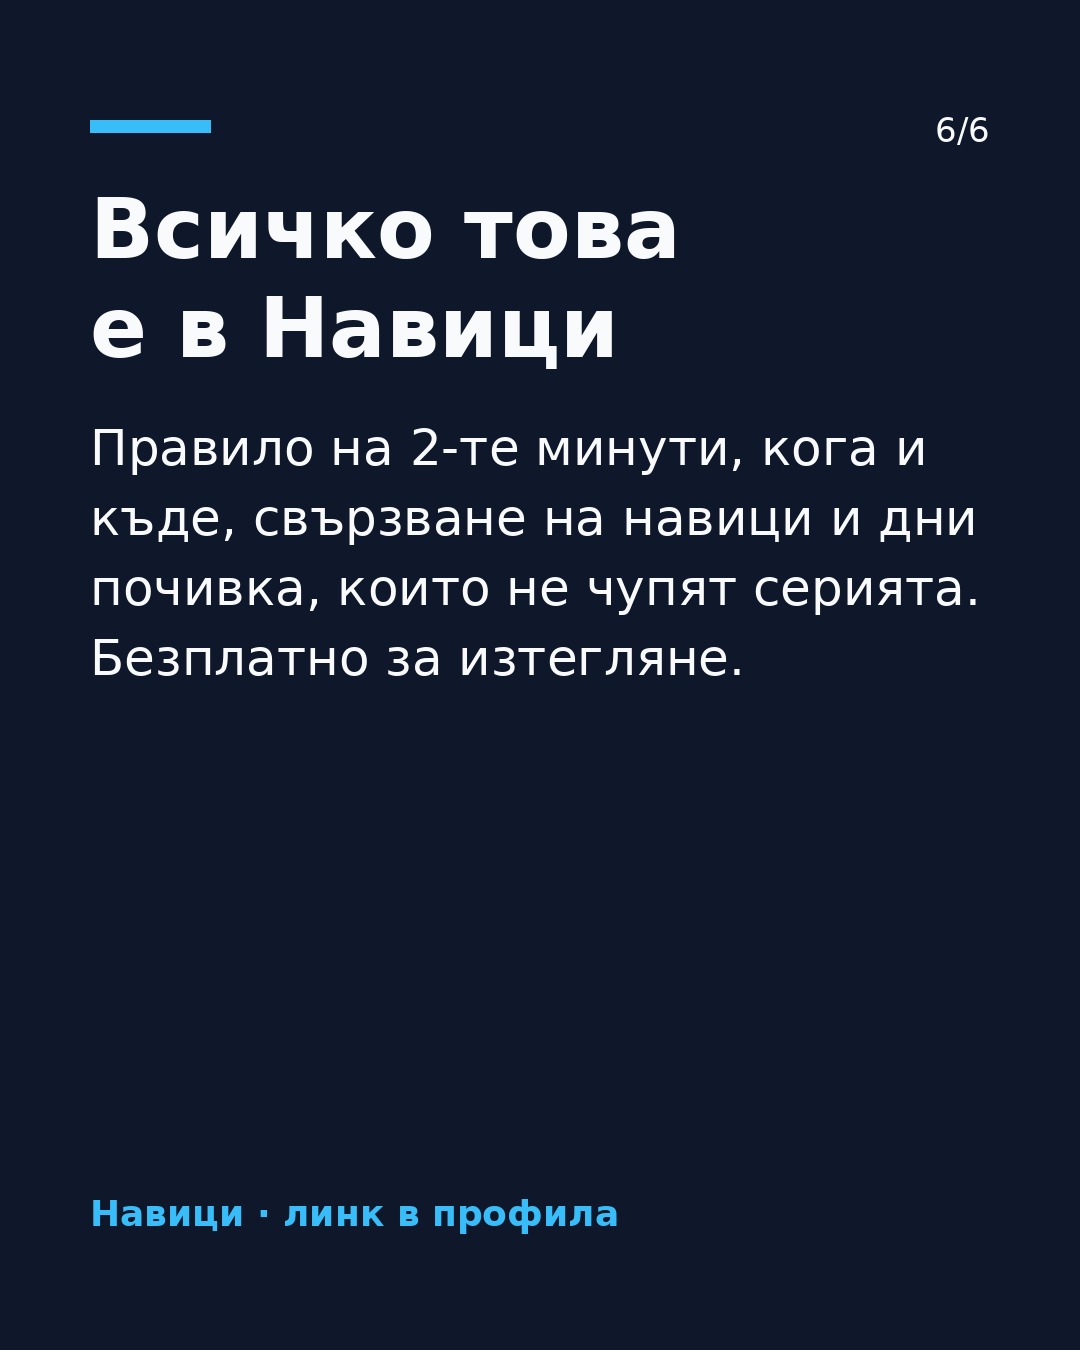 6/6
Всичко това
е в Навици
Правило на 2-те минути, кога и
къде, свързване на навици и дни
почивка, които не чупят серията.
Безплатно за изтегляне.
Навици · линк в профила